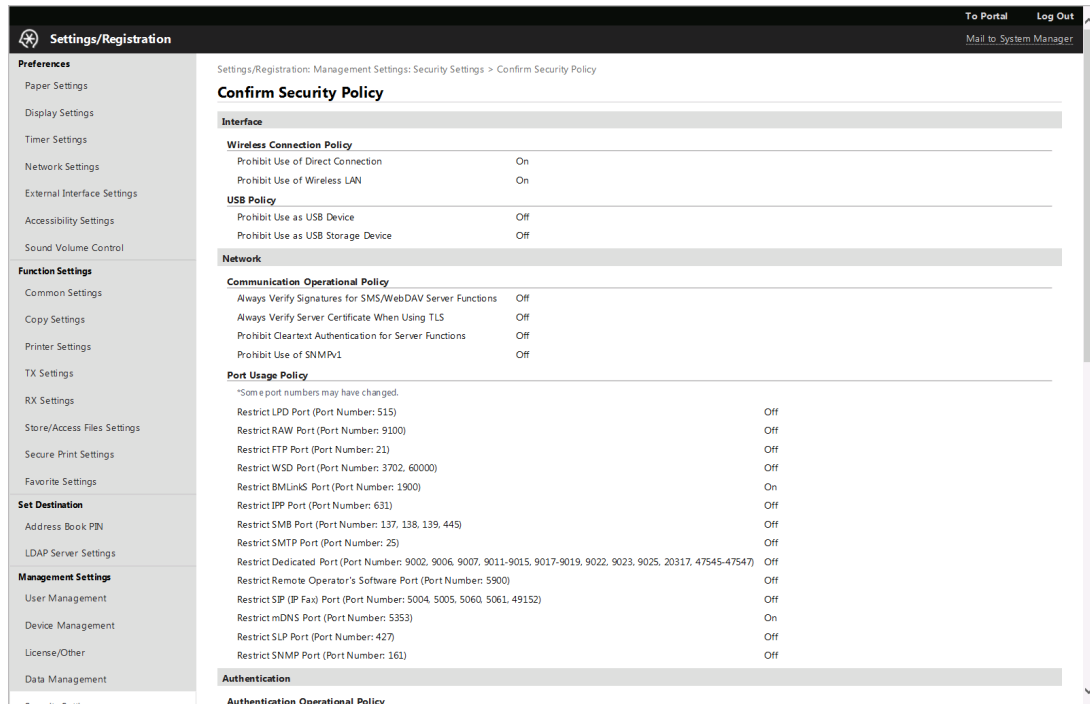 To Portal Log Out
Settings/Registration
Mail to System Manager
Preferences
Paper Settings
Display Settings
Timer Settings
Network Settings
External Interface Settings
Accessibility Settings
Sound Volume Control
Function Settings
Common Settings
Copy Settings
Printer Settings
TX Settings
RX Settings
Store/Access Files Settings
Secure Print Settings
Favorite Settings
Set Destination
Address Book PIN
LDAP Server Settings
Management Settings
User Management
Device Management
License/Other
Data Management
Settings/Registration: Management Settings: Security Settings > Confirm Security Policy
Confirm Security Policy
Interface
Wireless Connection Policy
Prohibit Use of Direct Connection On
Prohibit Use of Wireless LAN On
USB Policy
Prohibit Use as USB Device Off
Prohibit Use as USB Storage Device Off
Network
Communication Operational Policy
Always Verify Signatures for SMS/WebDAV Server Functions Off
Always Verify Server Certificate When Using TLS Off
Prohibit Cleartext Authentication for Server Functions Off
Prohibit Use of SNMPv1 Off
Port Usage Policy
*Some port numbers may have changed.
Restrict LPD Port (Port Number: 515) Off
Restrict RAW Port (Port Number: 9100) Off
Restrict FTP Port (Port Number: 21) Off
Restrict WSD Port (Port Number: 3702, 60000) Off
Restrict BMLinkS Port (Port Number: 1900) On
Restrict IPP Port (Port Number: 631) Off
Restrict SMB Port (Port Number: 137, 138, 139, 445) Off
Restrict SMTP Port (Port Number: 25) Off
Restrict Dedicated Port (Port Number: 9002, 9006, 9007, 9011-9015, 9017-9019, 9022, 9023, 9025, 20317, 47545-47547) Off
Restrict Remote Operator's Software Port (Port Number: 5900) Off
Restrict SIP (IP Fax) Port (Port Number: 5004, 5005, 5060, 5061, 49152) Off
Restrict mDNS Port (Port Number: 5353) On
Restrict SLP Port (Port Number: 427) Off
Restrict SNMP Port (Port Number: 161) Off
Authentication
Authentication Operational Policy